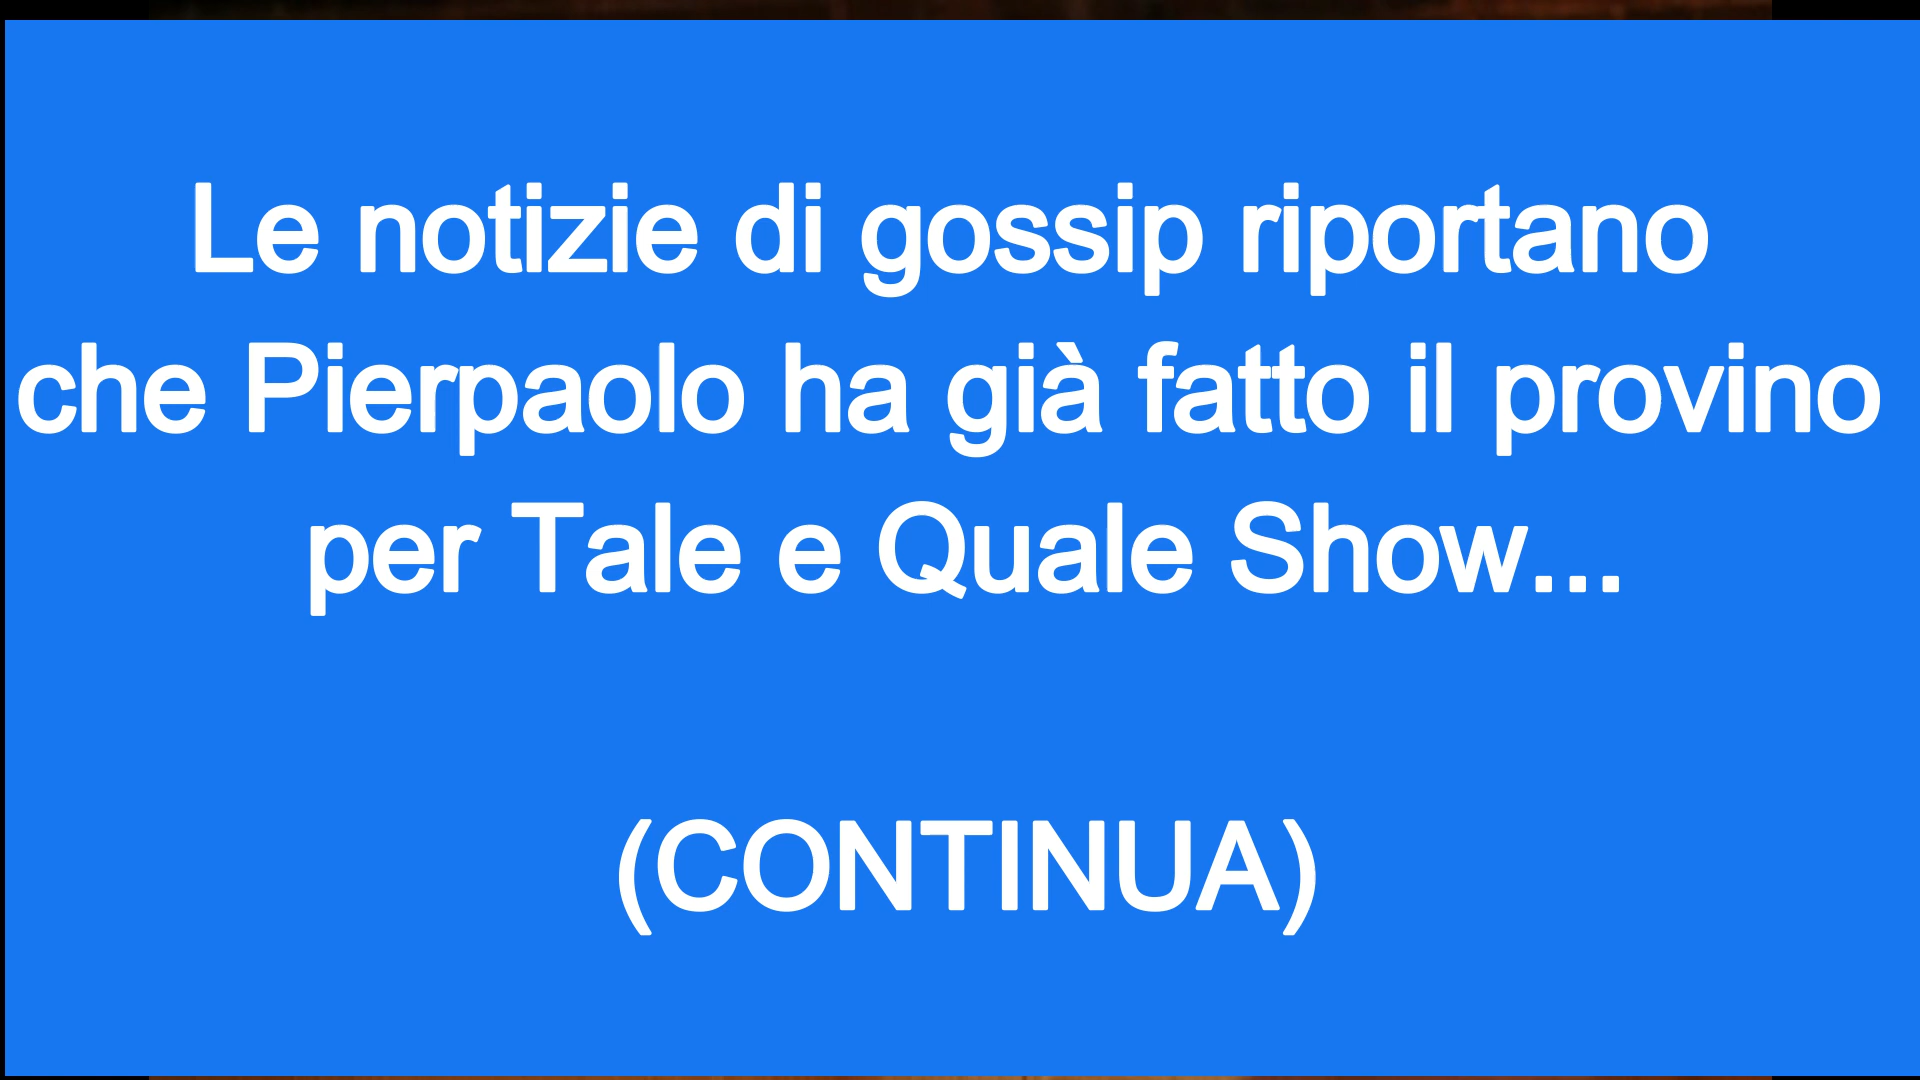 Le notizie di gossip riportano
che Pierpaolo ha già fatto il provino
per Tale e Quale Show...
(CONTINUA)